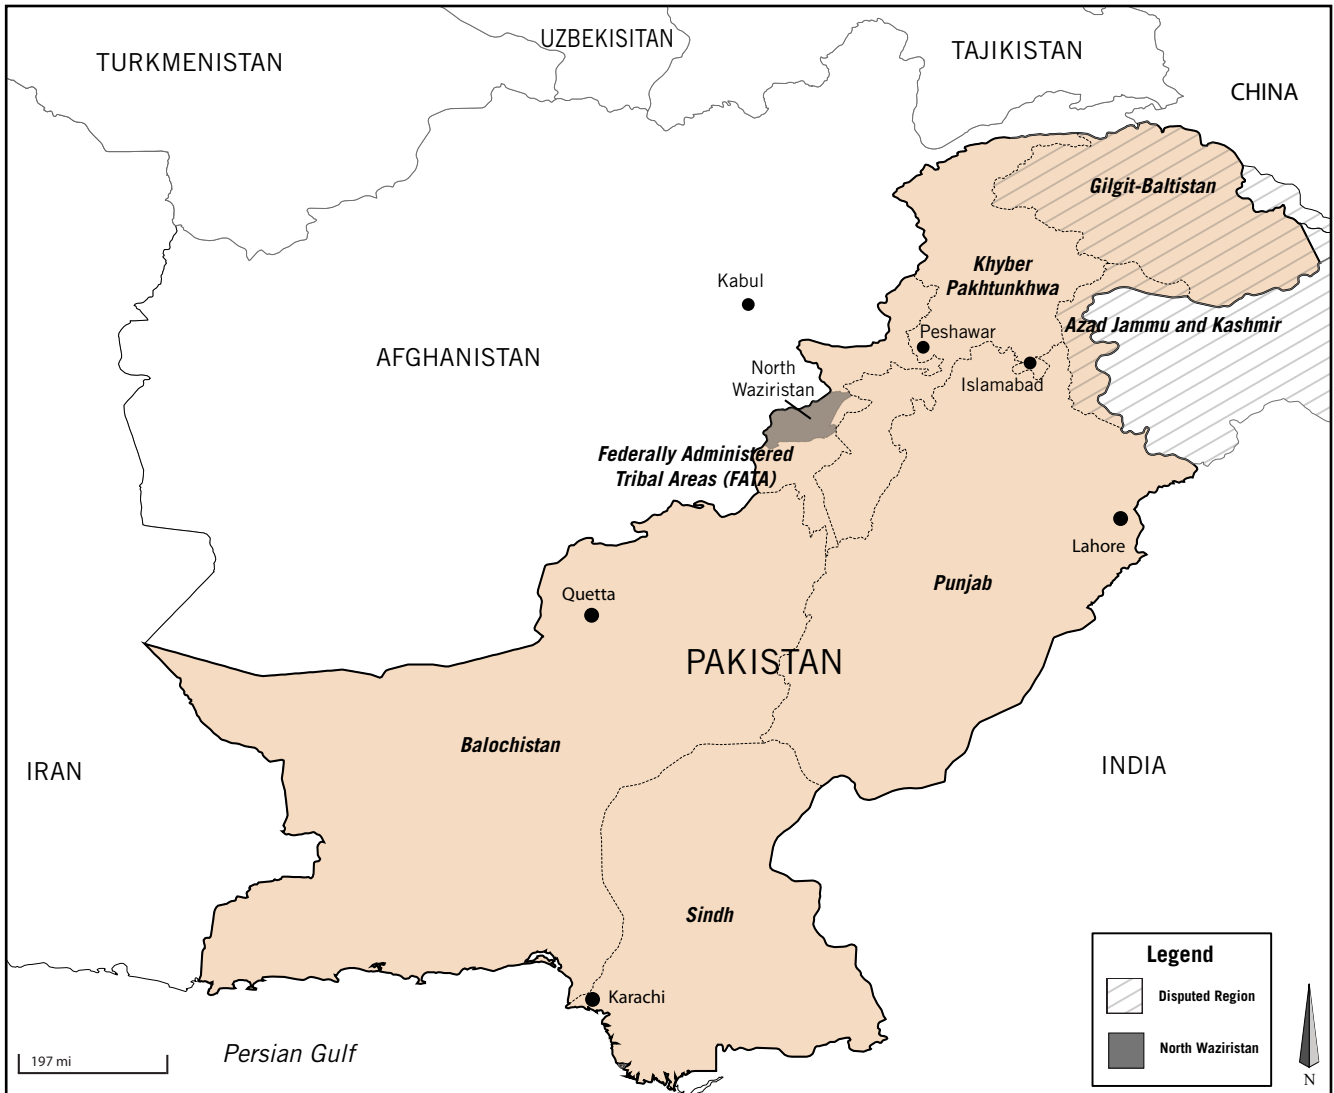 UZBEKISITAN
TURKMENISTAN
TAJIKISTAN
CHINA
Gilgit-Baltistan
Khyber
Pakhtunkhwa
Kabul
Azad Jammu and Kashmir
Peshawar
AFGHANISTAN
North
Waziristan
Islamabad
Federally Administered
Tribal Areas (FATA)
Lahore
Punjab
Quetta
PAKISTAN
Balochistan
IRAN
INDIA
Sindh
Karachi
Persian Gulf
197 mi
Legend
Disputed Region
North Waziristan
N